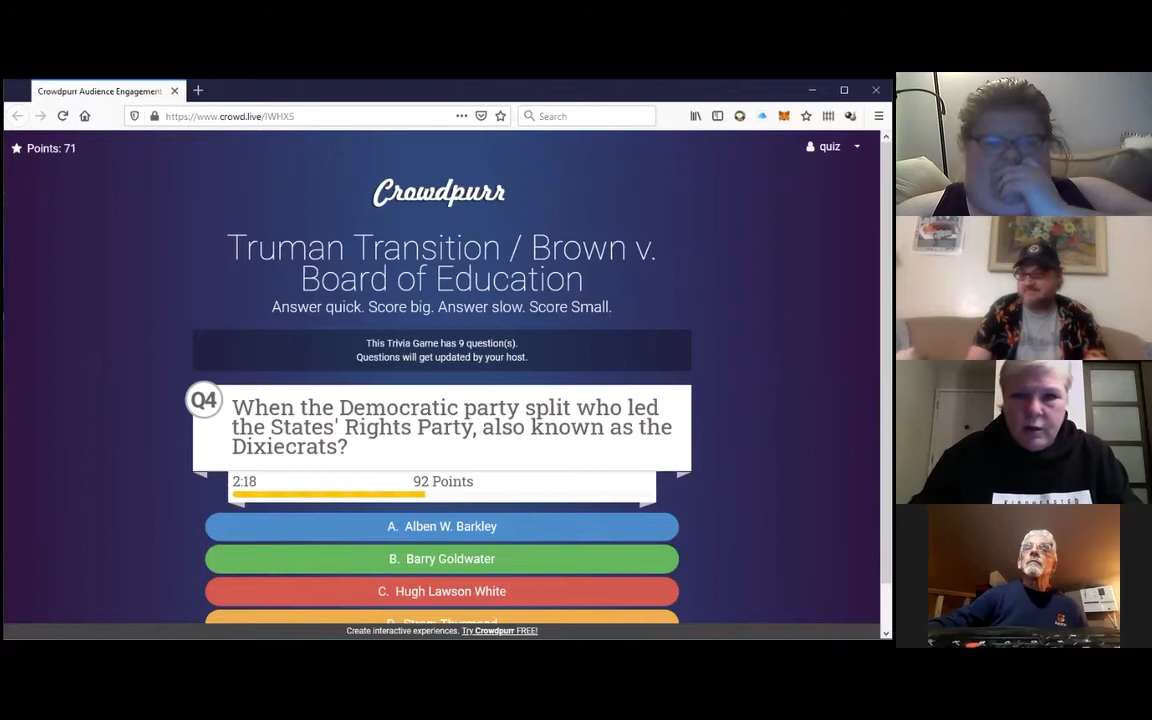 Crowdpurr Audience Engagement
https://www.crowd.live/IWHX5
Search
Points: 71
quiz
Crowdpurr
Truman Transition / Brown v.
Board of Education
Answer quick. Score big. Answer slow. Score Small.
This Trivia Game has 9 question(s).
Questions will get updated by your host.
Q4
When the Democratic party split who led
the States' Rights Party, also known as the
Dixiecrats?
2:18 92 Points
A. Alben W. Barkley
B. Barry Goldwater
C. Hugh Lawson White
D. Strom Thurmond
Create interactive experiences. Try Crowdpurr FREE!